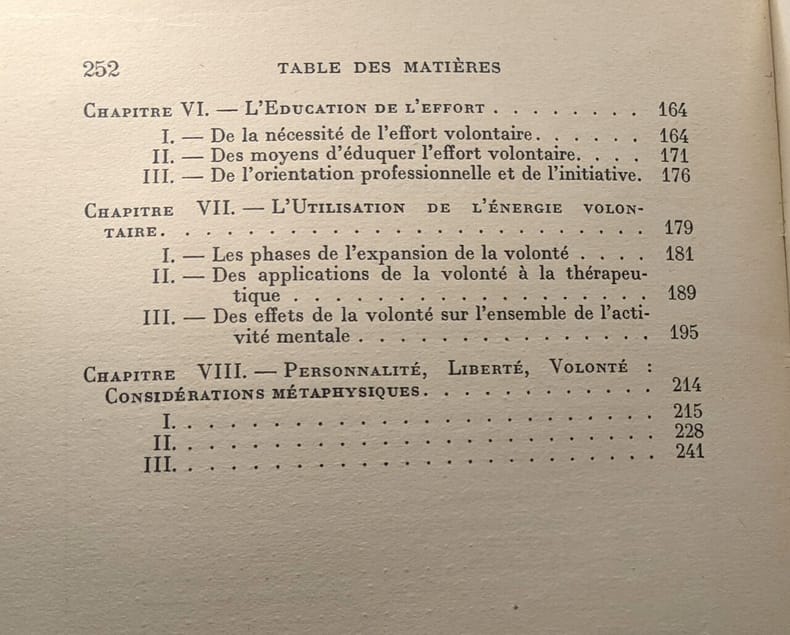 252 TABLE DES MATIÈRES
CHAPITRE VI. — L'EDUCATION DE L'EFFORT . . . . . . . . 164
I. — De la nécessité de l'effort volontaire. . . . . . 164
II. — Des moyens d'éduquer l'effort volontaire. . . . 171
III. — De l'orientation professionnelle et de l'initiative. 176
CHAPITRE VII. — L'UTILISATION DE L'ÉNERGIE VOLON-
TAIRE. . . . . . . . . . . . . . . . . . . . . . . 179
I. — Les phases de l'expansion de la volonté . . . . 181
II. — Des applications de la volonté à la thérapeu-
tique . . . . . . . . . . . . . . . . . 189
III. — Des effets de la volonté sur l'ensemble de l'acti-
vité mentale . . . . . . . . . . . . . . 195
CHAPITRE VIII. — PERSONNALITÉ, LIBERTÉ, VOLONTÉ :
CONSIDÉRATIONS MÉTAPHYSIQUES. . . . . . . . . . . 214
I. . . . . . . . . . . . . . . . . . . . . . 215
II. . . . . . . . . . . . . . . . . . . . . . 228
III. . . . . . . . . . . . . . . . . . . . . . 241